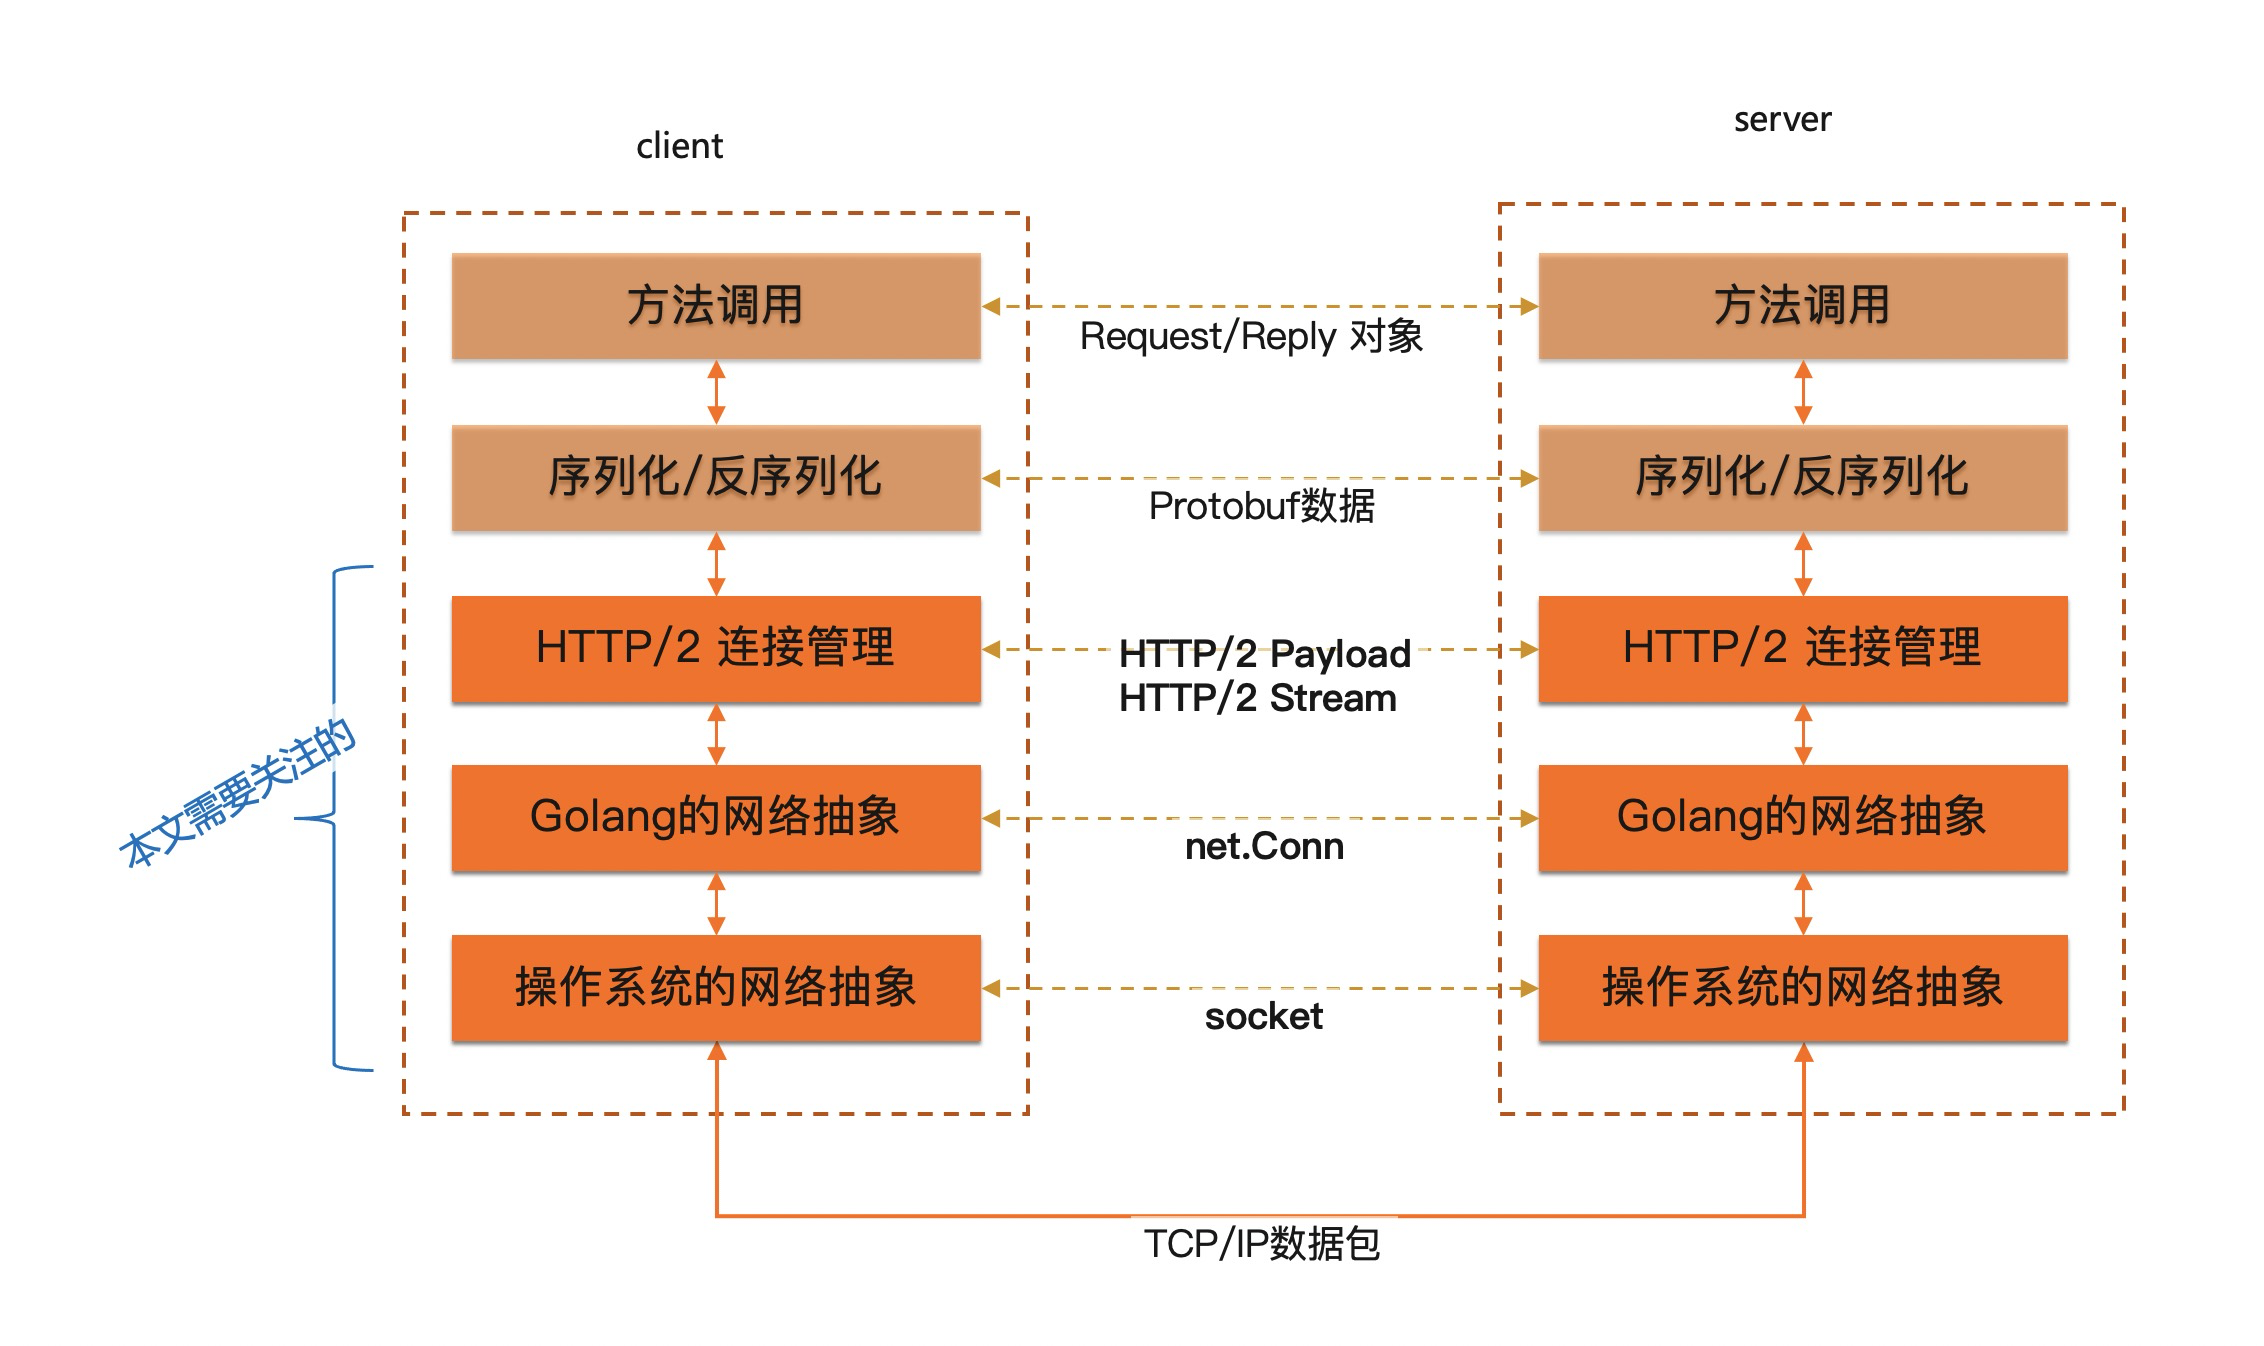 client
server
方法调用
Request/Reply 对象
方法调用
序列化/反序列化
Protobuf数据
序列化/反序列化
HTTP/2 连接管理
HTTP/2 Payload
HTTP/2 Stream
HTTP/2 连接管理
本文需要关注的
Golang的网络抽象
net.Conn
Golang的网络抽象
操作系统的网络抽象
socket
操作系统的网络抽象
TCP/IP数据包